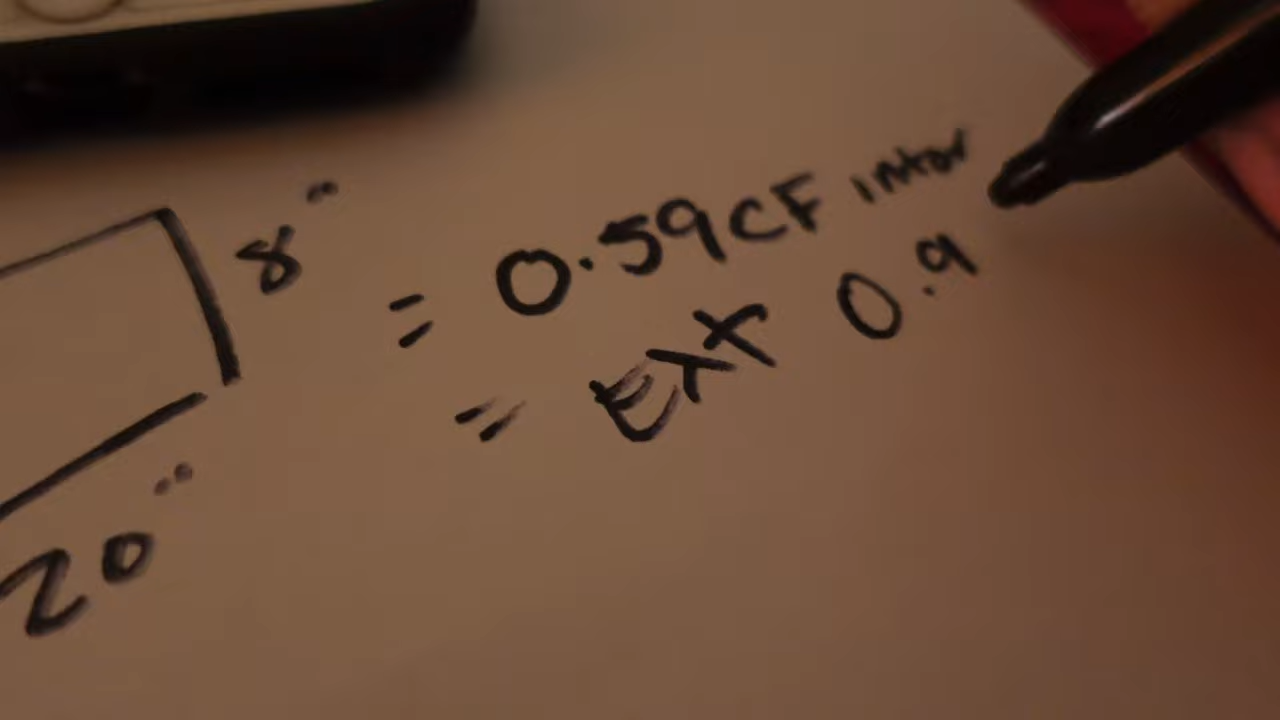 8"
= 0.59CF inter
= EXT 0.9
20"